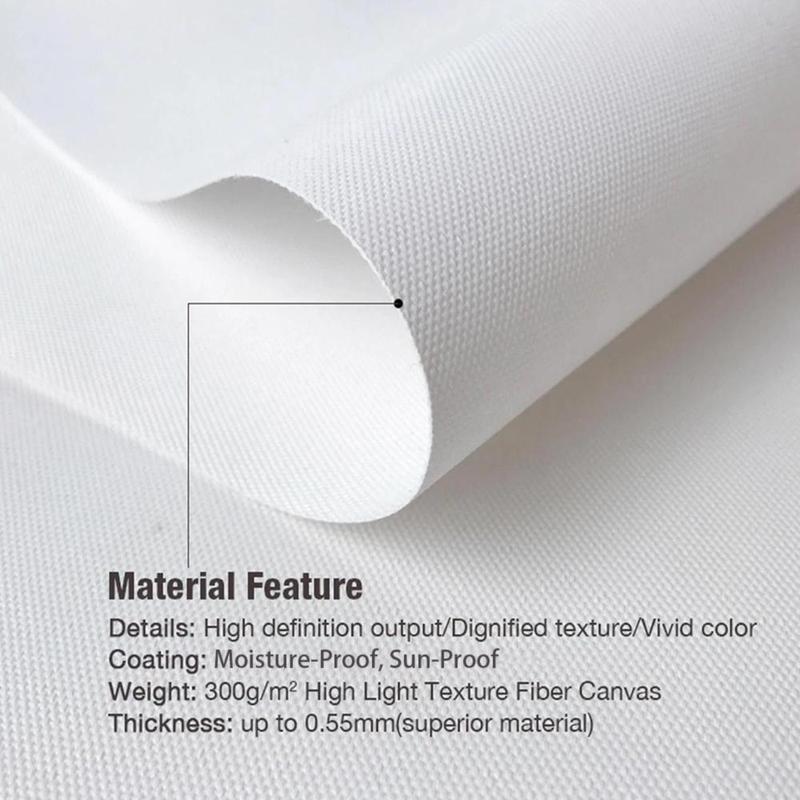 Material Feature
Details: High definition output/Dignified texture/Vivid color
Coating: Moisture-Proof, Sun-Proof
Weight: 300g/m² High Light Texture Fiber Canvas
Thickness: up to 0.55mm(superior material)